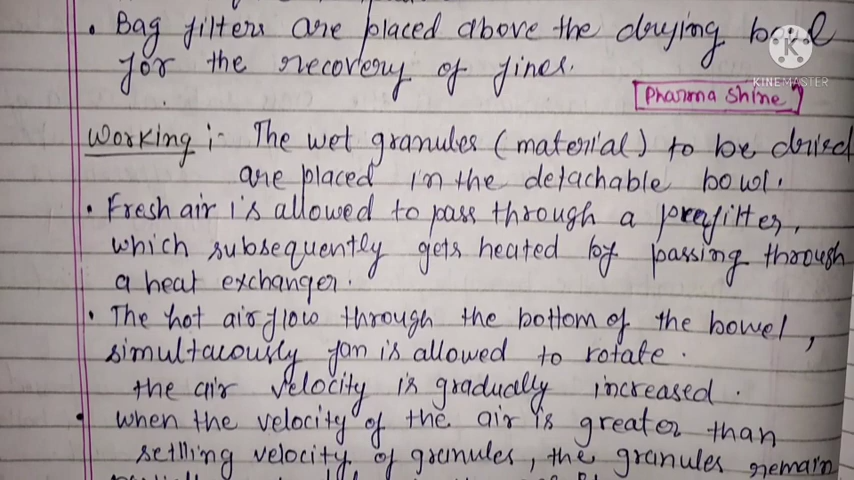 • Bag filters are placed above the drying bowl
for the recovery of fines.
KINEMASTER
Pharma Shine
Working :- The wet granules (material) to be dried
are placed in the detachable bowl.
• Fresh air is allowed to pass through a prefilter,
which subsequently gets heated by passing through
a heat exchanger.
• The hot air flow through the bottom of the bowel,
simultacously fan is allowed to rotate.
the air velocity is gradually increased.
• when the velocity of the air is greater than
setlling velocity of grenules, the granules remain